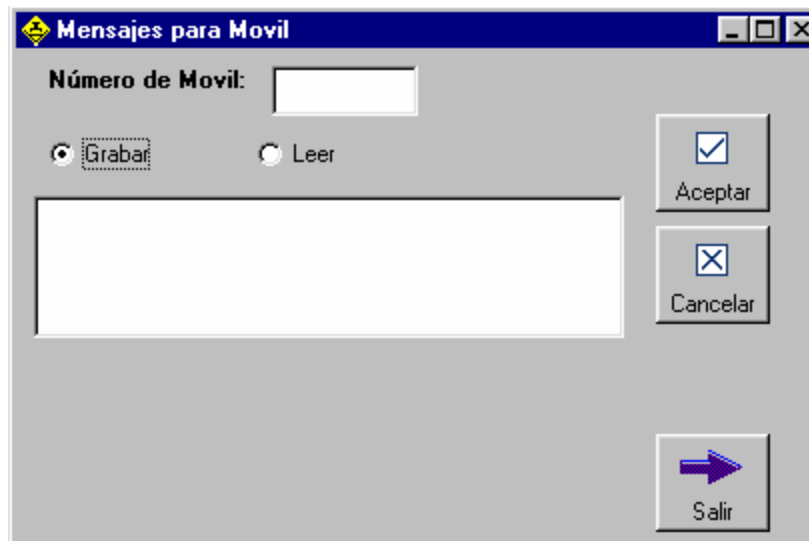 Mensajes para Movil
Número de Movil:
Grabar
Leer
Aceptar
Cancelar
Salir